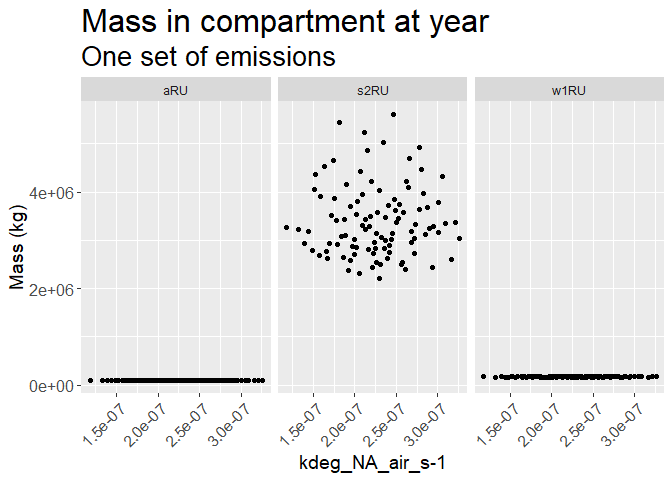 Mass in compartment at year
One set of emissions
aRU
s2RU
w1RU
Mass (kg)
4e+06
2e+06
0e+00
1.5e-07 2.0e-07 2.5e-07 3.0e-07
1.5e-07 2.0e-07 2.5e-07 3.0e-07
1.5e-07 2.0e-07 2.5e-07 3.0e-07
kdeg_NA_air_s-1